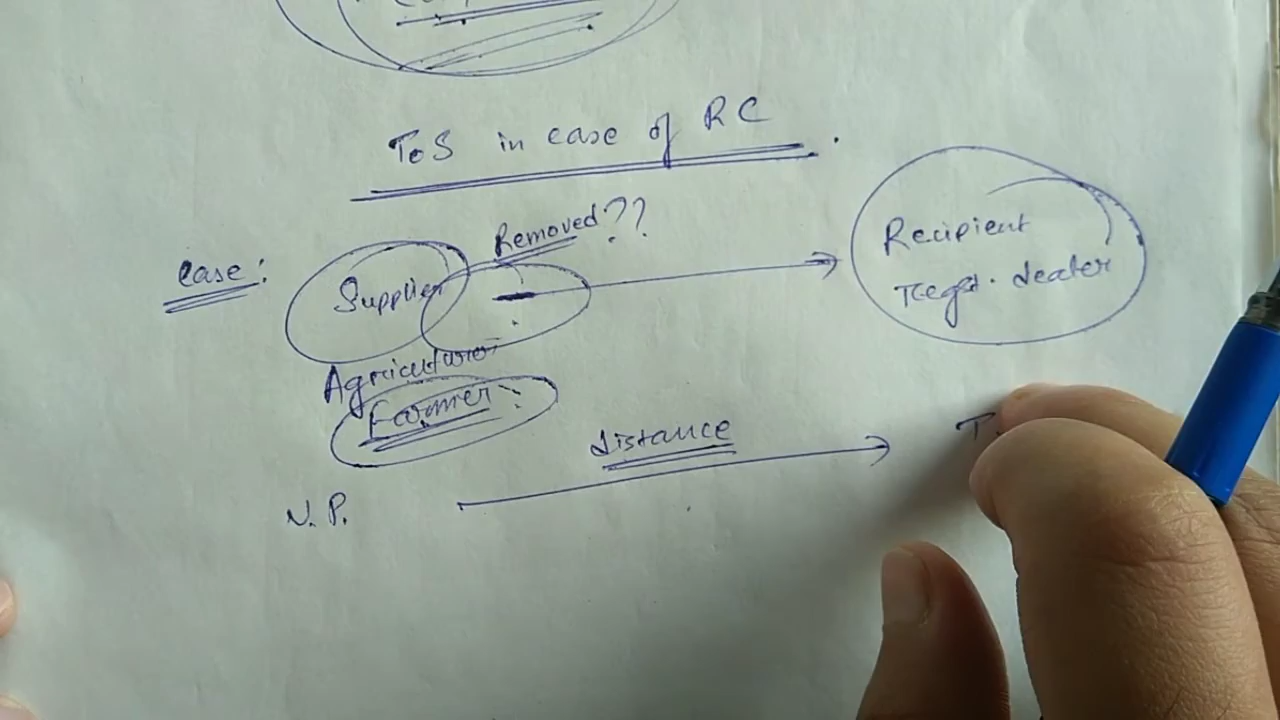 ToS in case of RC
Removed??
case:
Supplier
Recipient
Regd. dealer
Agriculturist
Farmer
distance
T.
N.P.